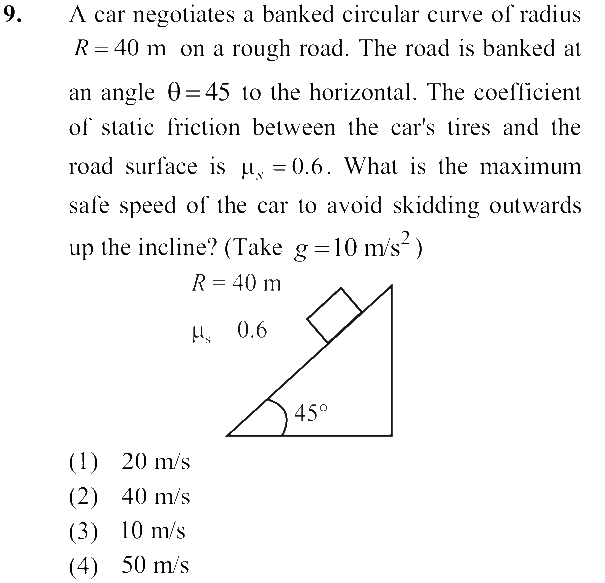 9. A car negotiates a banked circular curve of radius
R = 40 m on a rough road. The road is banked at
an angle θ = 45 to the horizontal. The coefficient
of static friction between the car's tires and the
road surface is μₛ = 0.6. What is the maximum
safe speed of the car to avoid skidding outwards
up the incline? (Take g = 10 m/s²)
R = 40 m
μₛ 0.6
45°
(1) 20 m/s
(2) 40 m/s
(3) 10 m/s
(4) 50 m/s